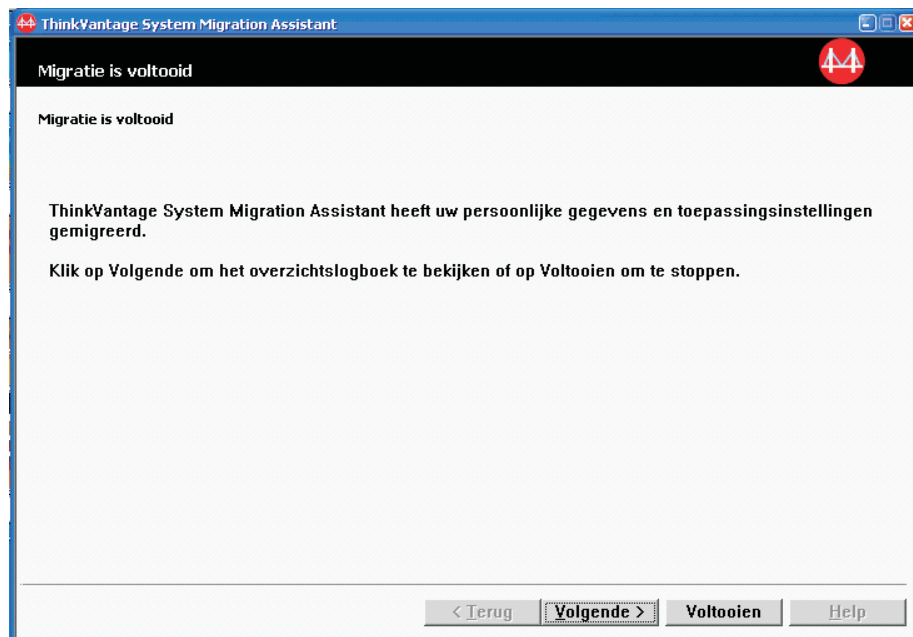 ThinkVantage System Migration Assistant
Migratie is voltooid
Migratie is voltooid
ThinkVantage System Migration Assistant heeft uw persoonlijke gegevens en toepassingsinstellingen
gemigreerd.
Klik op Volgende om het overzichtslogboek te bekijken of op Voltooien om te stoppen.
< Terug
Volgende >
Voltooien
Help